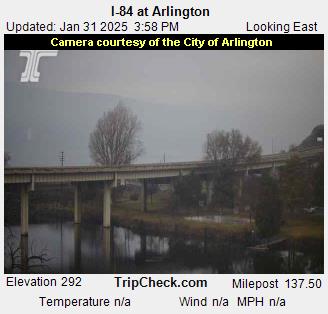 I-84 at Arlington
Updated: Jan 31 2025  3:58 PM
Looking East
Camera courtesy of the City of Arlington
Elevation 292
TripCheck.com
Milepost 137.50
Temperature n/a
Wind n/a MPH n/a